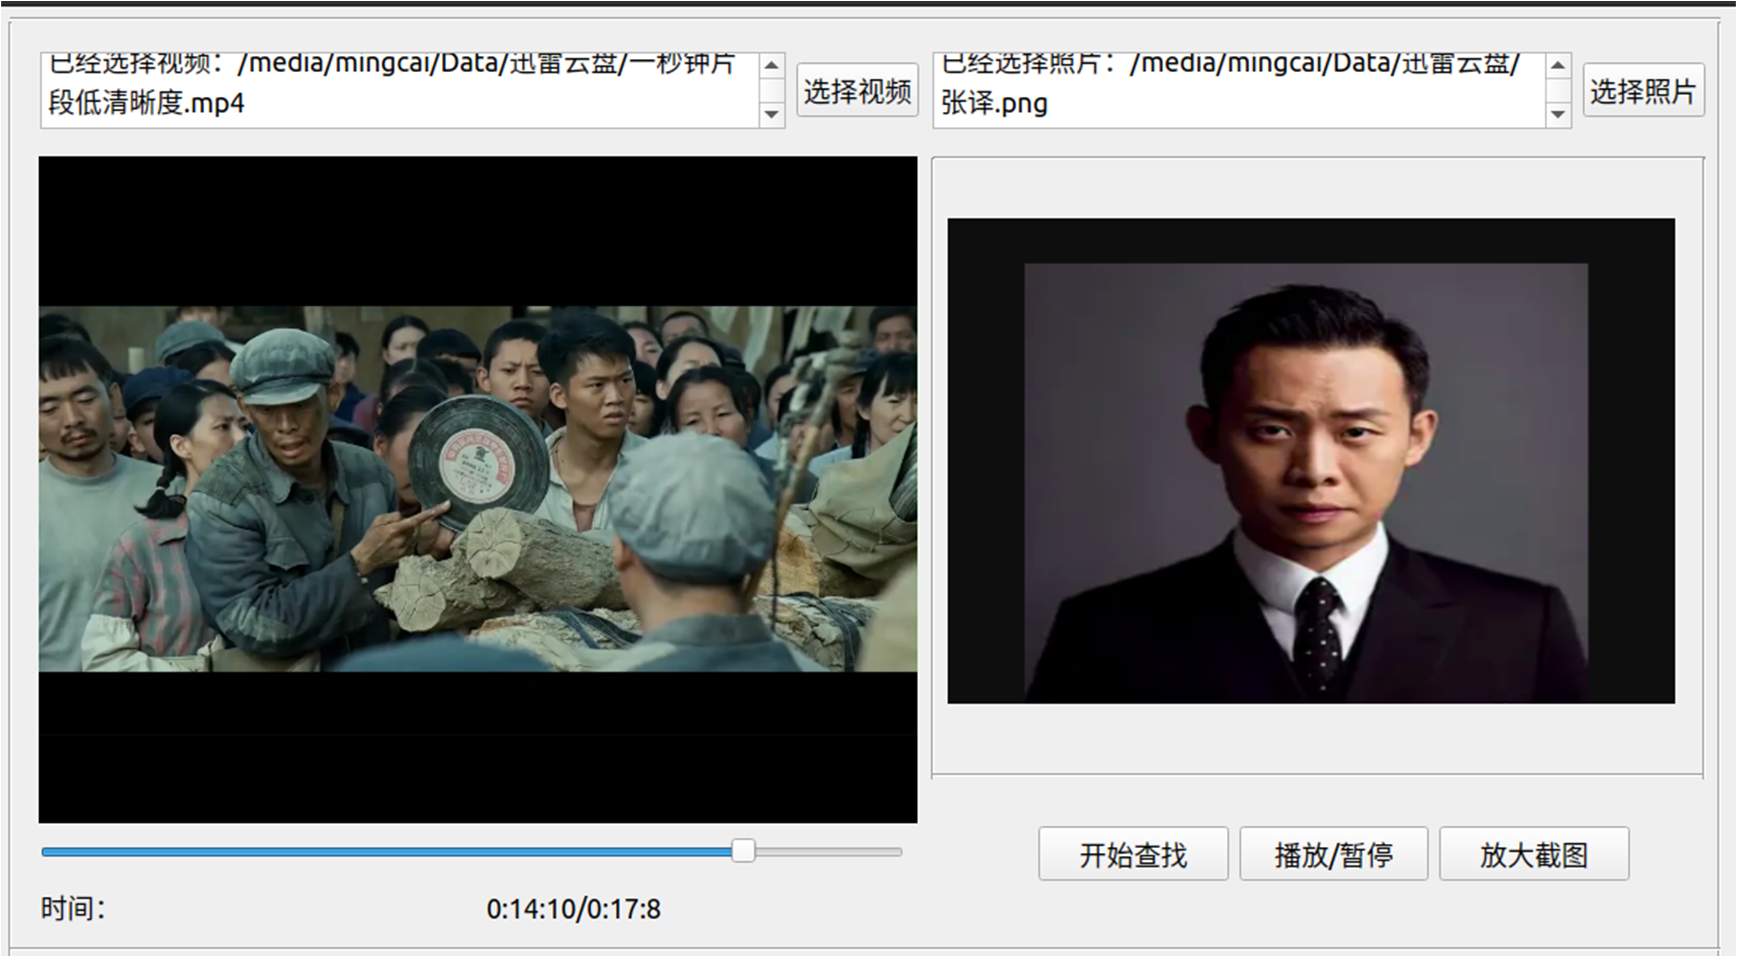 已经选择视频：/media/mingcai/Data/迅雷云盘/一秒钟片
段低清晰度.mp4
选择视频
已经选择照片：/media/mingcai/Data/迅雷云盘/
张译.png
选择照片
开始查找
播放/暂停
放大截图
时间：
0:14:10/0:17:8